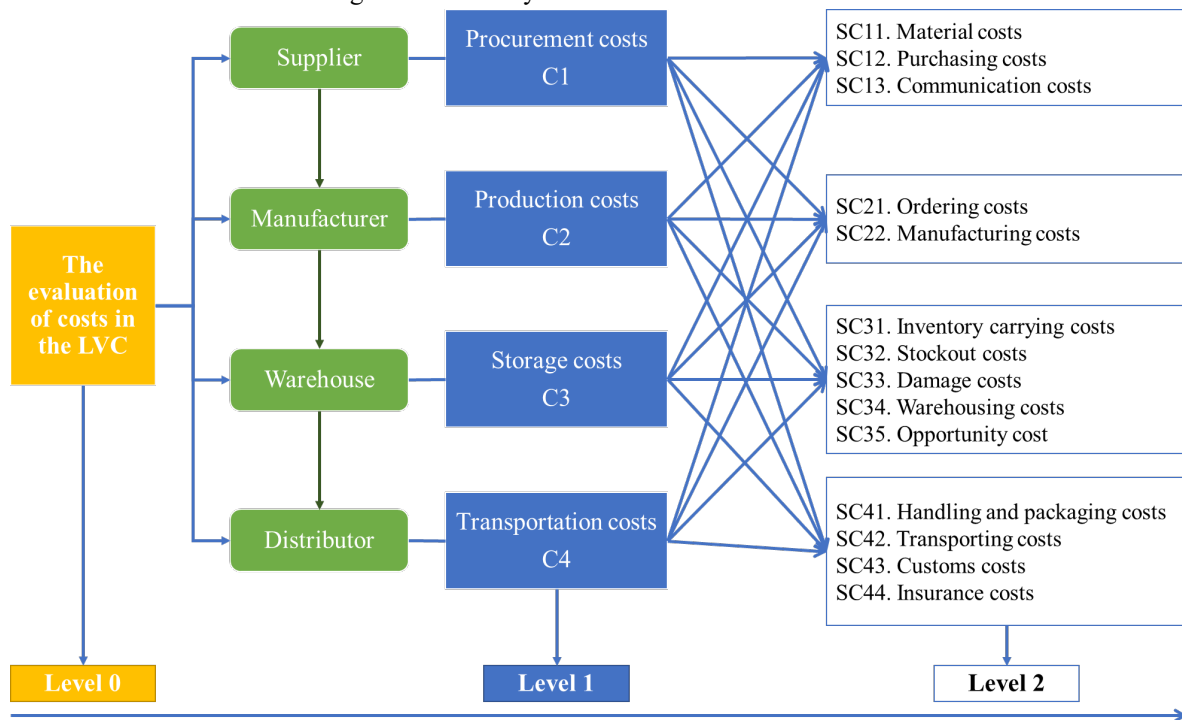 Supplier
Procurement costs
C1
SC11. Material costs
SC12. Purchasing costs
SC13. Communication costs
Manufacturer
Production costs
C2
SC21. Ordering costs
SC22. Manufacturing costs
The
evaluation
of costs in
the LVC
Warehouse
Storage costs
C3
SC31. Inventory carrying costs
SC32. Stockout costs
SC33. Damage costs
SC34. Warehousing costs
SC35. Opportunity cost
Distributor
Transportation costs
C4
SC41. Handling and packaging costs
SC42. Transporting costs
SC43. Customs costs
SC44. Insurance costs
Level 0
Level 1
Level 2